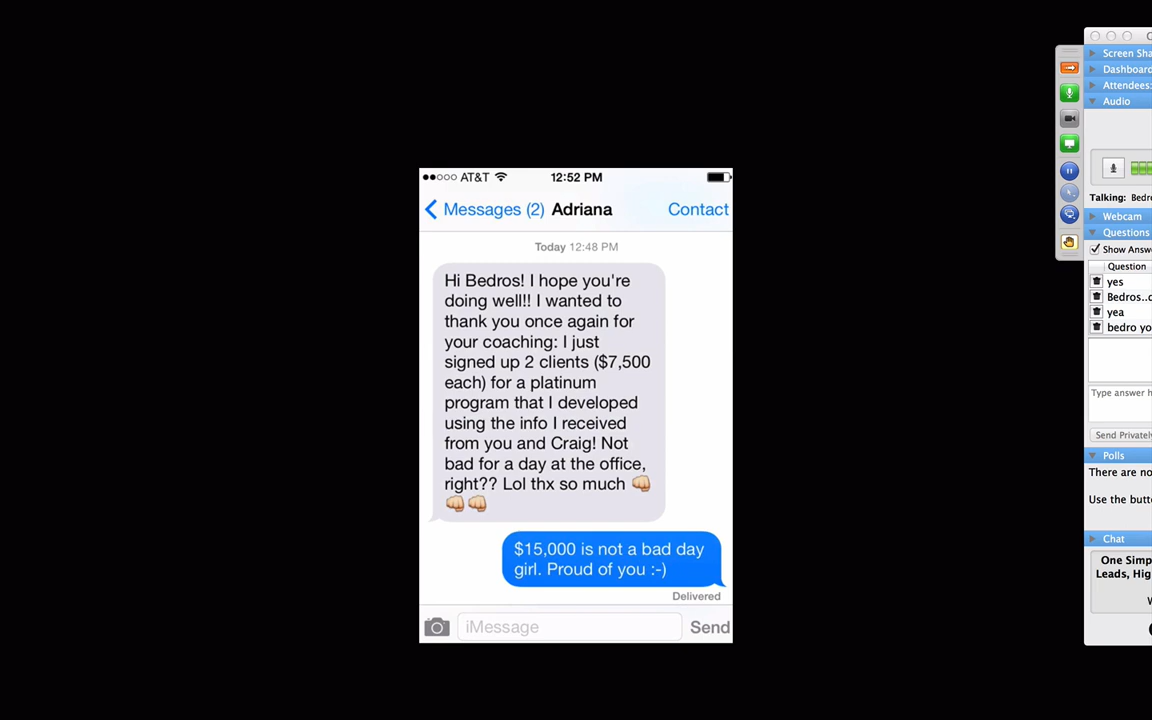 AT&T 12:52 PM
Messages (2) Adriana Contact
Today 12:48 PM
Hi Bedros! I hope you're
doing well!! I wanted to
thank you once again for
your coaching: I just
signed up 2 clients ($7,500
each) for a platinum
program that I developed
using the info I received
from you and Craig! Not
bad for a day at the office,
right?? Lol thx so much 👊
👊👊
$15,000 is not a bad day
girl. Proud of you :-)
Delivered
iMessage Send
Screen Sha
Dashboard
Attendees:
Audio
Talking: Bedro
Webcam
Questions
Show Answ
Question
yes
Bedros..
yea
bedro yo
Type answer h
Send Privately
Polls
There are no
Use the butto
Chat
One Simp
Leads, Hig